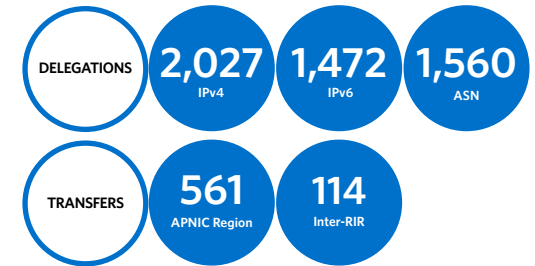 DELEGATIONS
2,027
IPv4
1,472
IPv6
1,560
ASN
TRANSFERS
561
APNIC Region
114
Inter-RIR